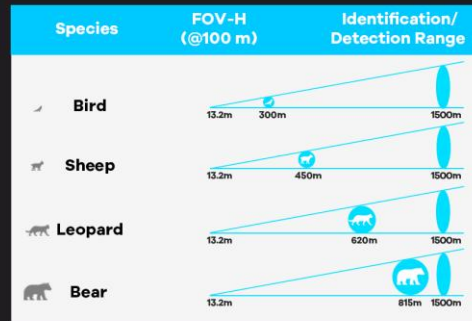 Species
FOV-H
(@100 m)
Identification/
Detection Range
Bird
13.2m
300m
1500m
Sheep
13.2m
450m
1500m
Leopard
13.2m
620m
1500m
Bear
13.2m
815m
1500m